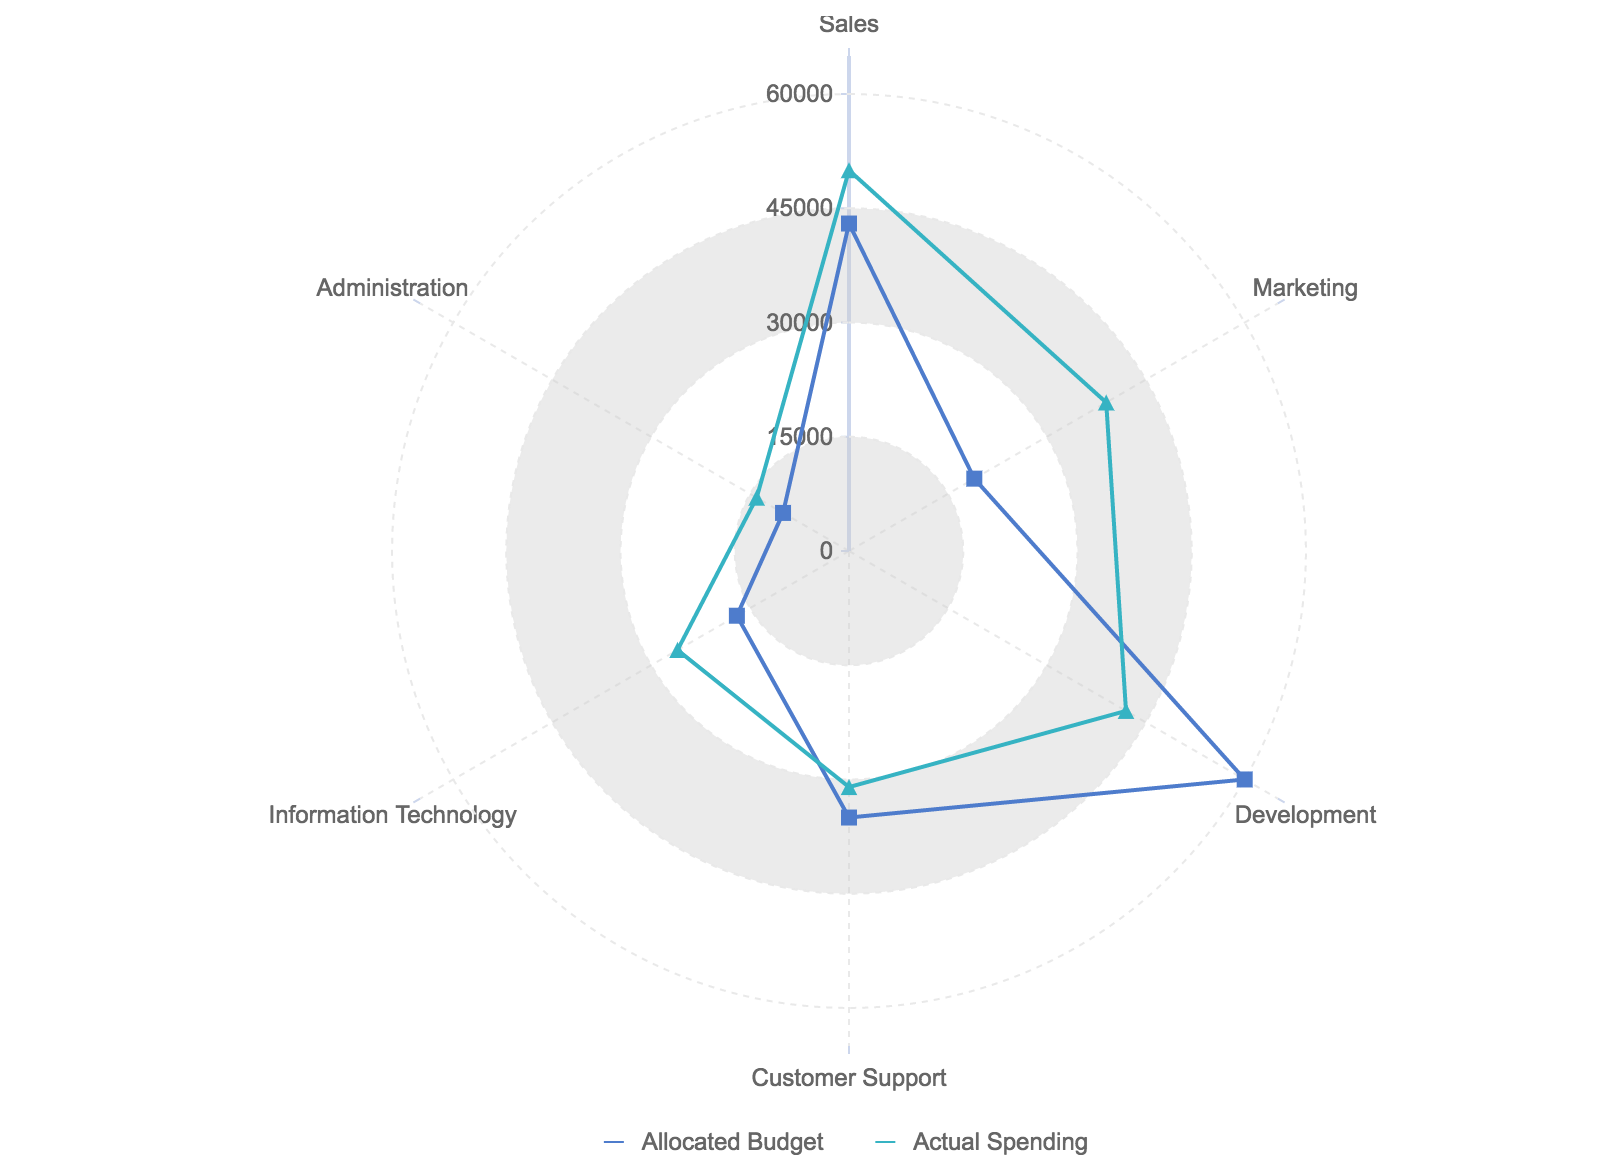 Sales
60000
45000
Administration
Marketing
30000
15000
0
Information Technology
Development
Customer Support
Allocated Budget
Actual Spending